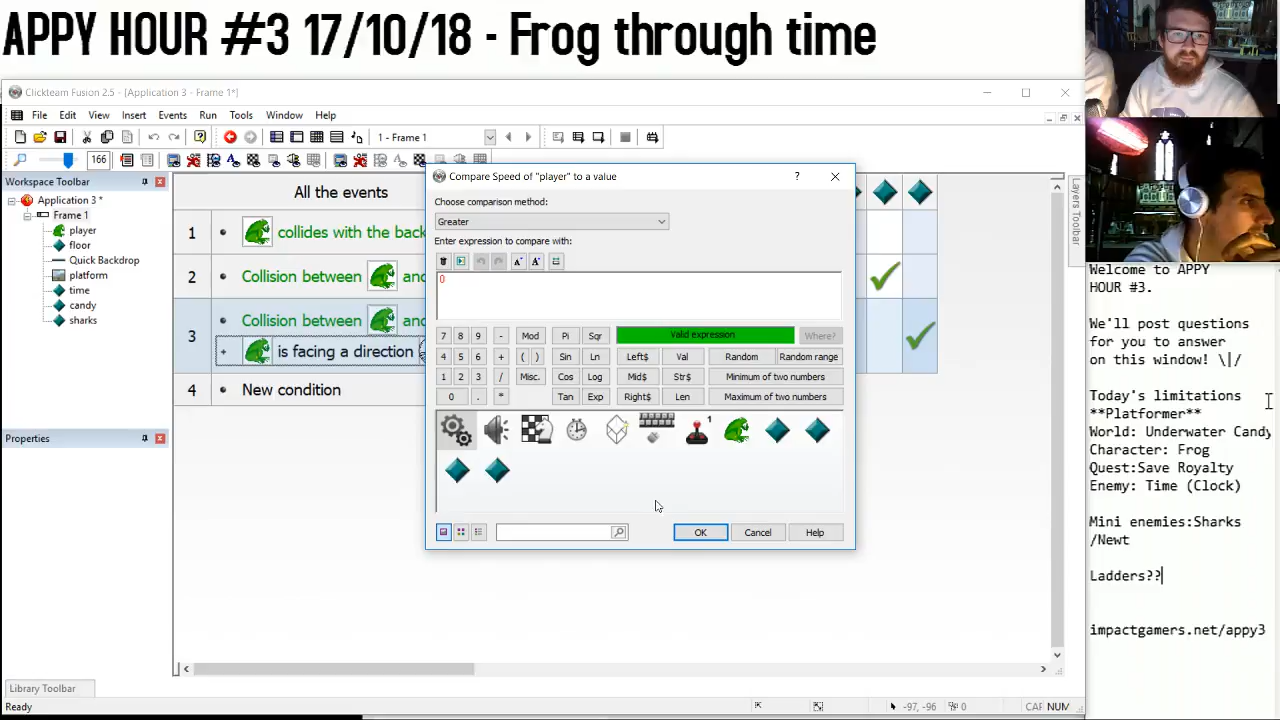 APPY HOUR #3 17/10/18 - Frog through time
Clickteam Fusion 2.5 - [Application 3 - Frame 1*]
File Edit View Insert Events Run Tools Window Help
1 - Frame 1
166
Workspace Toolbar
Application 3 *
Frame 1
player
floor
Quick Backdrop
platform
time
candy
sharks
Properties
Library Toolbar
Ready
All the events
1 collides with the back
2 Collision between and
3 Collision between and
is facing a direction
4 New condition
Layers Toolbar
Compare Speed of "player" to a value
Choose comparison method:
Greater
Enter expression to compare with:
0
7 8 9 - Mod Pi Sqr Valid expression Where?
4 5 6 + ( ) Sin Ln Left$ Val Random Random range
1 2 3 / Misc. Cos Log Mid$ Str$ Minimum of two numbers
0 . * Tan Exp Right$ Len Maximum of two numbers
1
OK Cancel Help
-97, -96 0 CAP NUM
Welcome to APPY
HOUR #3.
We'll post questions
for you to answer
on this window! \|/
Today's limitations
**Platformer**
World: Underwater Candy
Character: Frog
Quest:Save Royalty
Enemy: Time (Clock)
Mini enemies:Sharks
/Newt
Ladders??
impactgamers.net/appy3